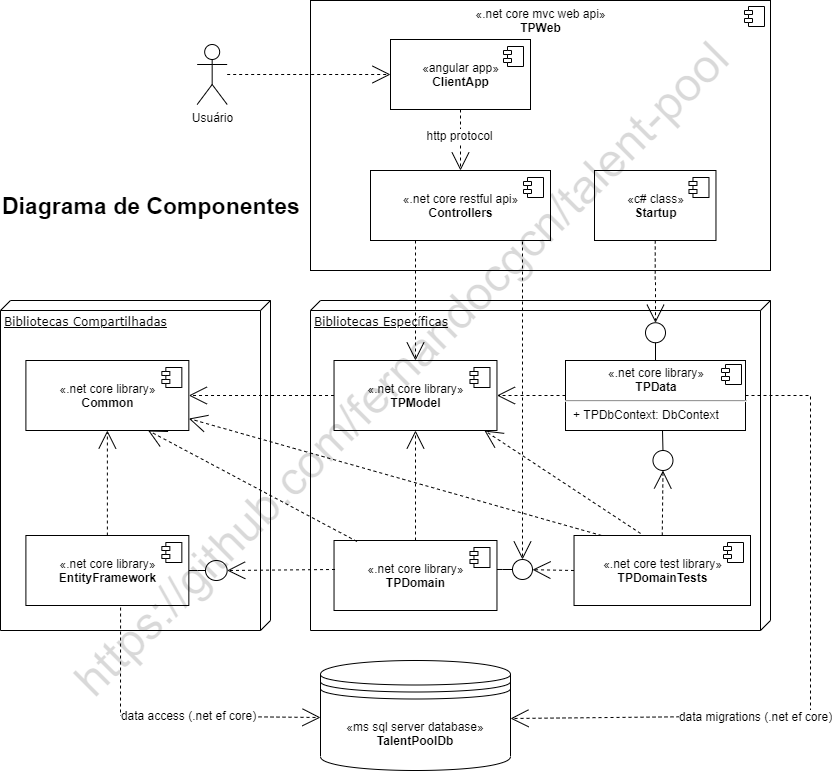 «.net core mvc web api»
TPWeb
«angular app»
ClientApp
Usuário
http protocol
«.net core restful api»
Controllers
«c# class»
Startup
Diagrama de Componentes
Bibliotecas Compartilhadas
Bibliotecas Específicas
«.net core library»
Common
«.net core library»
TPModel
«.net core library»
TPData
+ TPDbContext: DbContext
«.net core library»
EntityFramework
«.net core library»
TPDomain
«.net core test library»
TPDomainTests
data access (.net ef core)
data migrations (.net ef core)
«ms sql server database»
TalentPoolDb
https://github.com/fernandocgcn/talent-pool